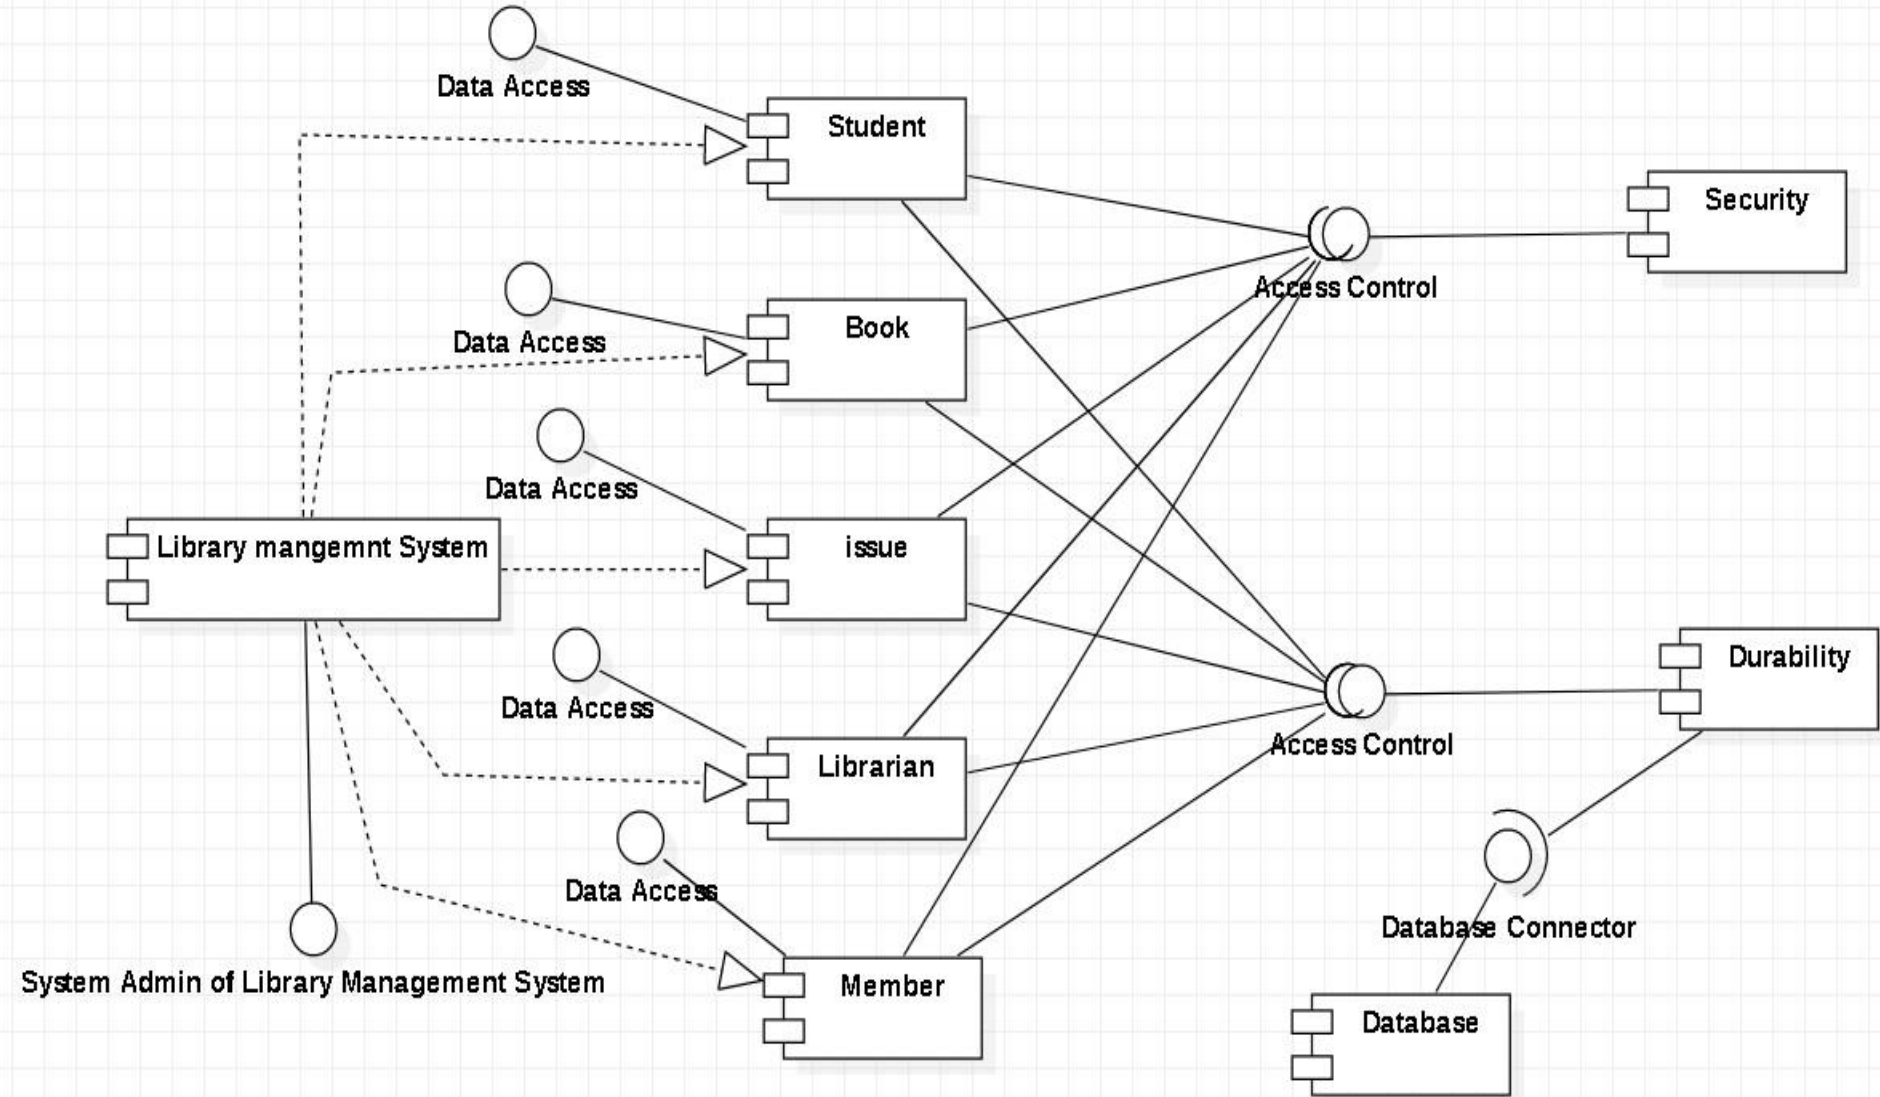 Data Access
Student
Security
Access Control
Data Access
Book
Data Access
Library mangemnt System
issue
Data Access
Librarian
Durability
Access Control
Data Access
Database Connector
System Admin of Library Management System
Member
Database